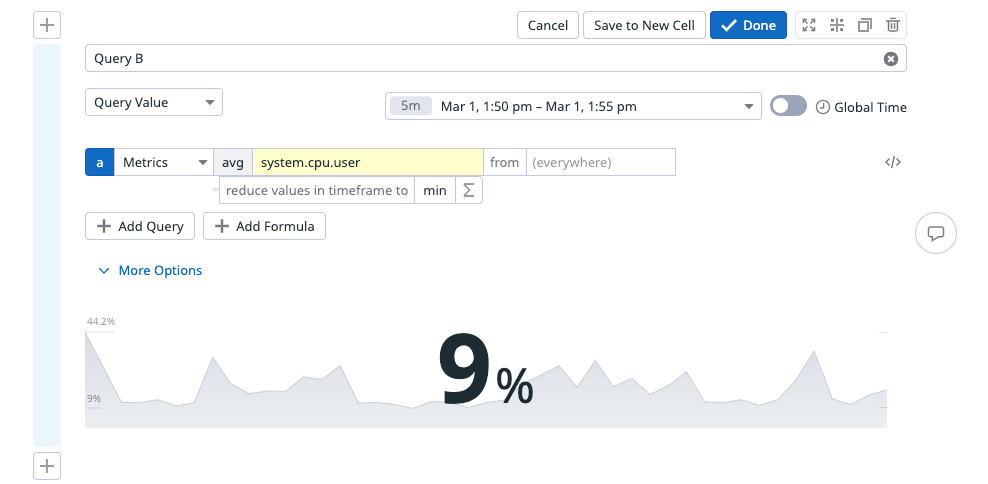 Cancel Save to New Cell Done
Query B
Query Value 5m Mar 1, 1:50 pm – Mar 1, 1:55 pm Global Time
a Metrics avg system.cpu.user from (everywhere) </>
reduce values in timeframe to min Σ
Add Query Add Formula
More Options
44.2%
9%
9%